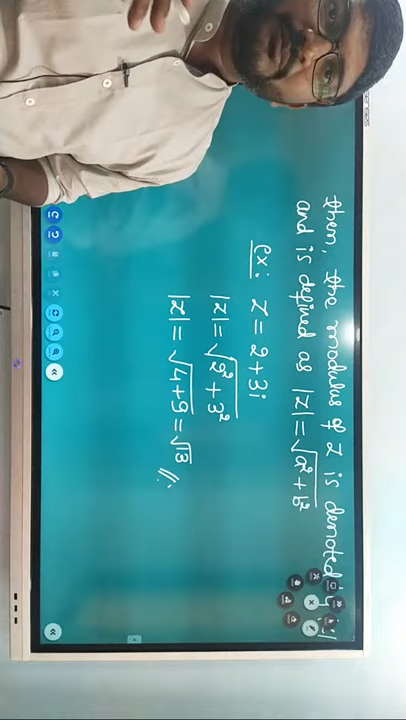 then, the modulus of z is denoted by |z|
and is defined as |z| = √a² + b²
Ex: z = 2+3i
|z| = √2² + 3²
|z| = √4+9 = √13 //.